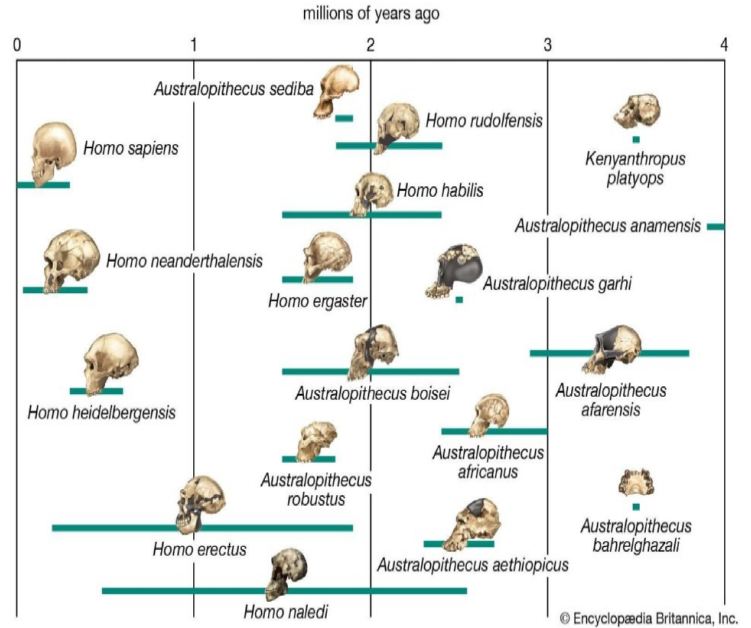 millions of years ago
0 1 2 3 4
Australopithecus sediba
Homo rudolfensis
Homo sapiens
Kenyanthropus
platyops
Homo habilis
Australopithecus anamensis
Homo neanderthalensis
Homo ergaster
Australopithecus garhi
Australopithecus boisei
Australopithecus
afarensis
Homo heidelbergensis
Australopithecus
africanus
Australopithecus
robustus
Homo erectus
Australopithecus aethiopicus
Australopithecus
bahrelghazali
Homo naledi
© Encyclopædia Britannica, Inc.